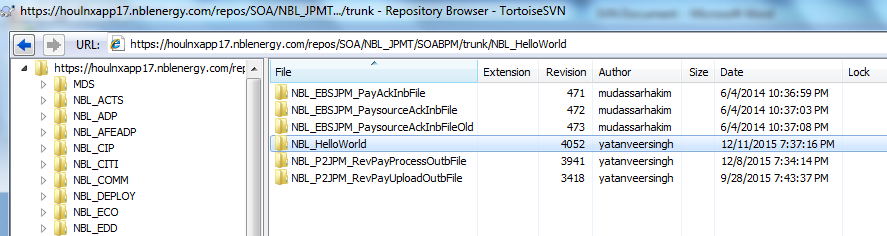 https://houlnxapp17.nblenergy.com/repos/SOA/NBL_JPMT.../trunk - Repository Browser - TortoiseSVN
URL: https://houlnxapp17.nblenergy.com/repos/SOA/NBL_JPMT/SOABPM/trunk/NBL_HelloWorld
https://houlnxapp17.nblenergy.com/rep
MDS
NBL_ACTS
NBL_ADP
NBL_AFEADP
NBL_CIP
NBL_CITI
NBL_COMM
NBL_DEPLOY
NBL_ECO
NBL_EDD
File Extension Revision Author Size Date Lock
NBL_EBSJPM_PayAckInbFile 471 mudassarhakim 6/4/2014 10:36:59 PM
NBL_EBSJPM_PaysourceAckInbFile 472 mudassarhakim 6/4/2014 10:37:03 PM
NBL_EBSJPM_PaysourceAckInbFileOld 473 mudassarhakim 6/4/2014 10:37:08 PM
NBL_HelloWorld 4052 yatanveersingh 12/11/2015 7:37:16 PM
NBL_P2JPM_RevPayProcessOutbFile 3941 yatanveersingh 12/8/2015 7:34:14 PM
NBL_P2JPM_RevPayUploadOutbFile 3418 yatanveersingh 9/28/2015 7:43:37 PM